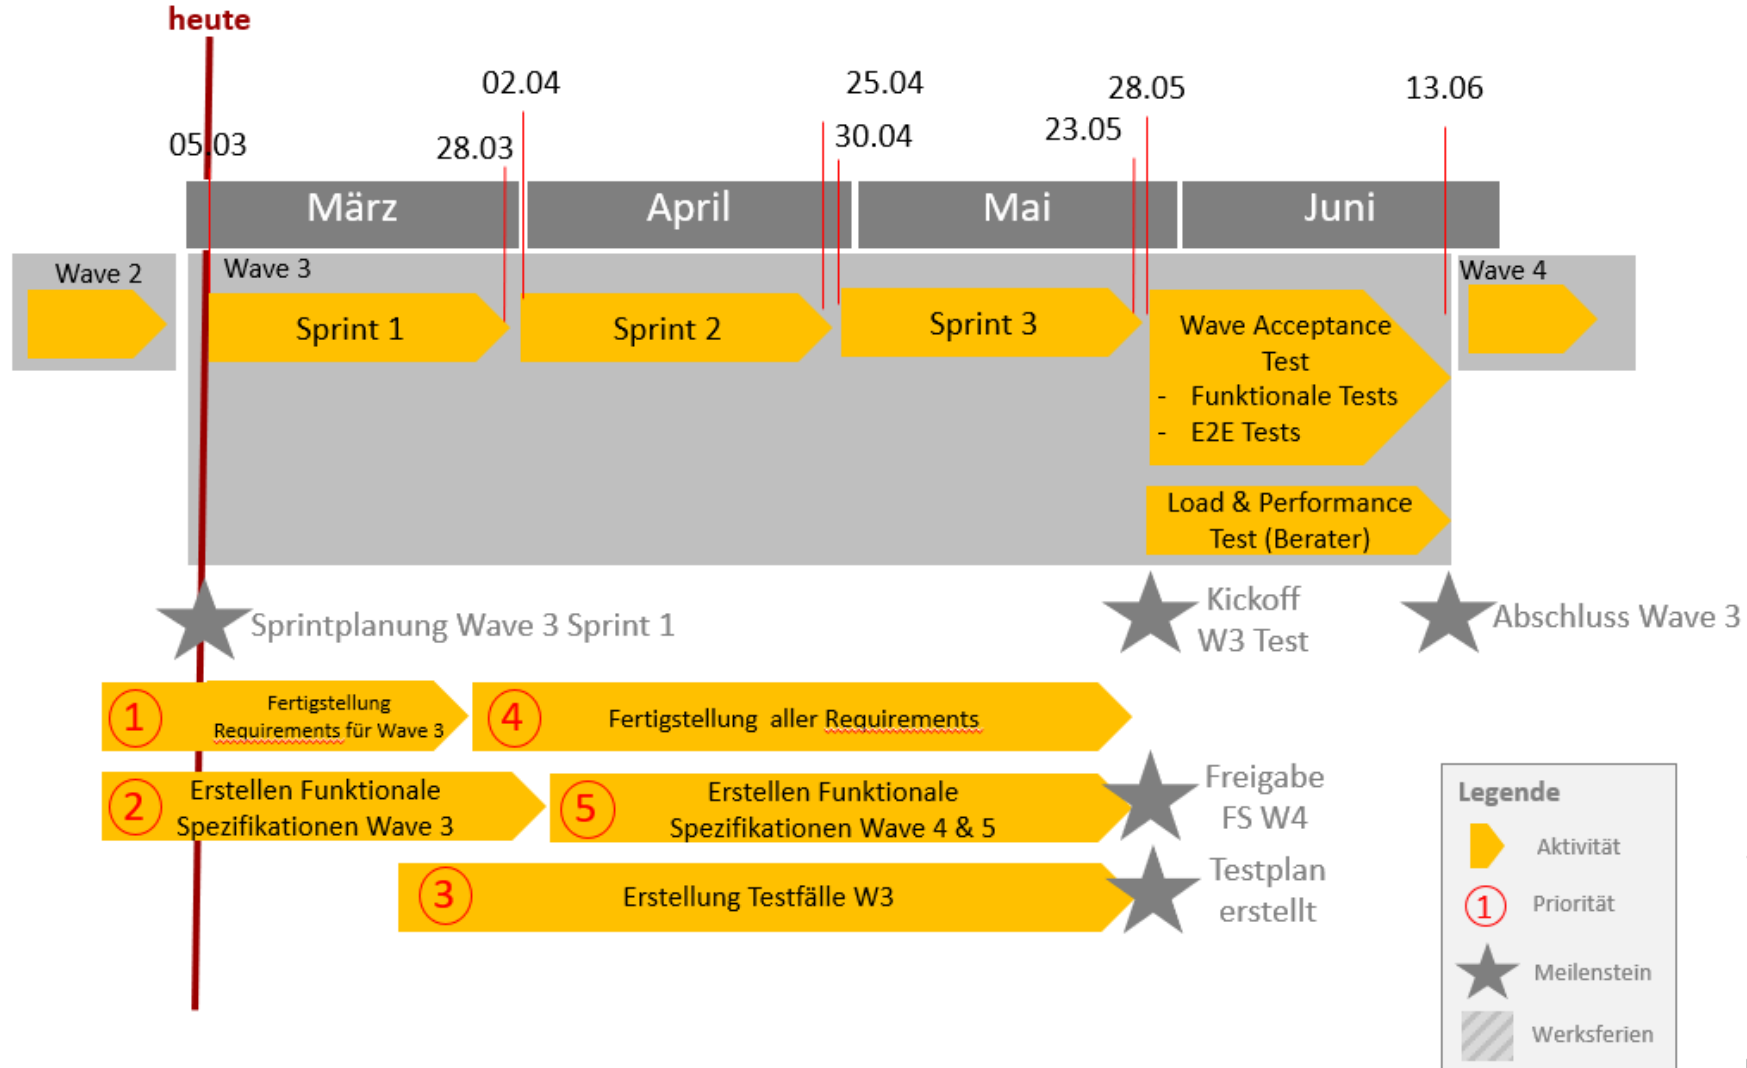 heute
02.04
25.04
28.05
13.06
05.03
28.03
30.04
23.05
März
April
Mai
Juni
Wave 2
Wave 3
Wave 4
Sprint 1
Sprint 2
Sprint 3
Wave Acceptance
Test
- Funktionale Tests
- E2E Tests
Load & Performance
Test (Berater)
Sprintplanung Wave 3 Sprint 1
Kickoff
W3 Test
Abschluss Wave 3
1
Fertigstellung
Requirements für Wave 3
4
Fertigstellung aller Requirements
2
Erstellen Funktionale
Spezifikationen Wave 3
5
Erstellen Funktionale
Spezifikationen Wave 4 & 5
Freigabe
FS W4
3
Erstellung Testfälle W3
Testplan
erstellt
Legende
Aktivität
1
Priorität
Meilenstein
Werksferien